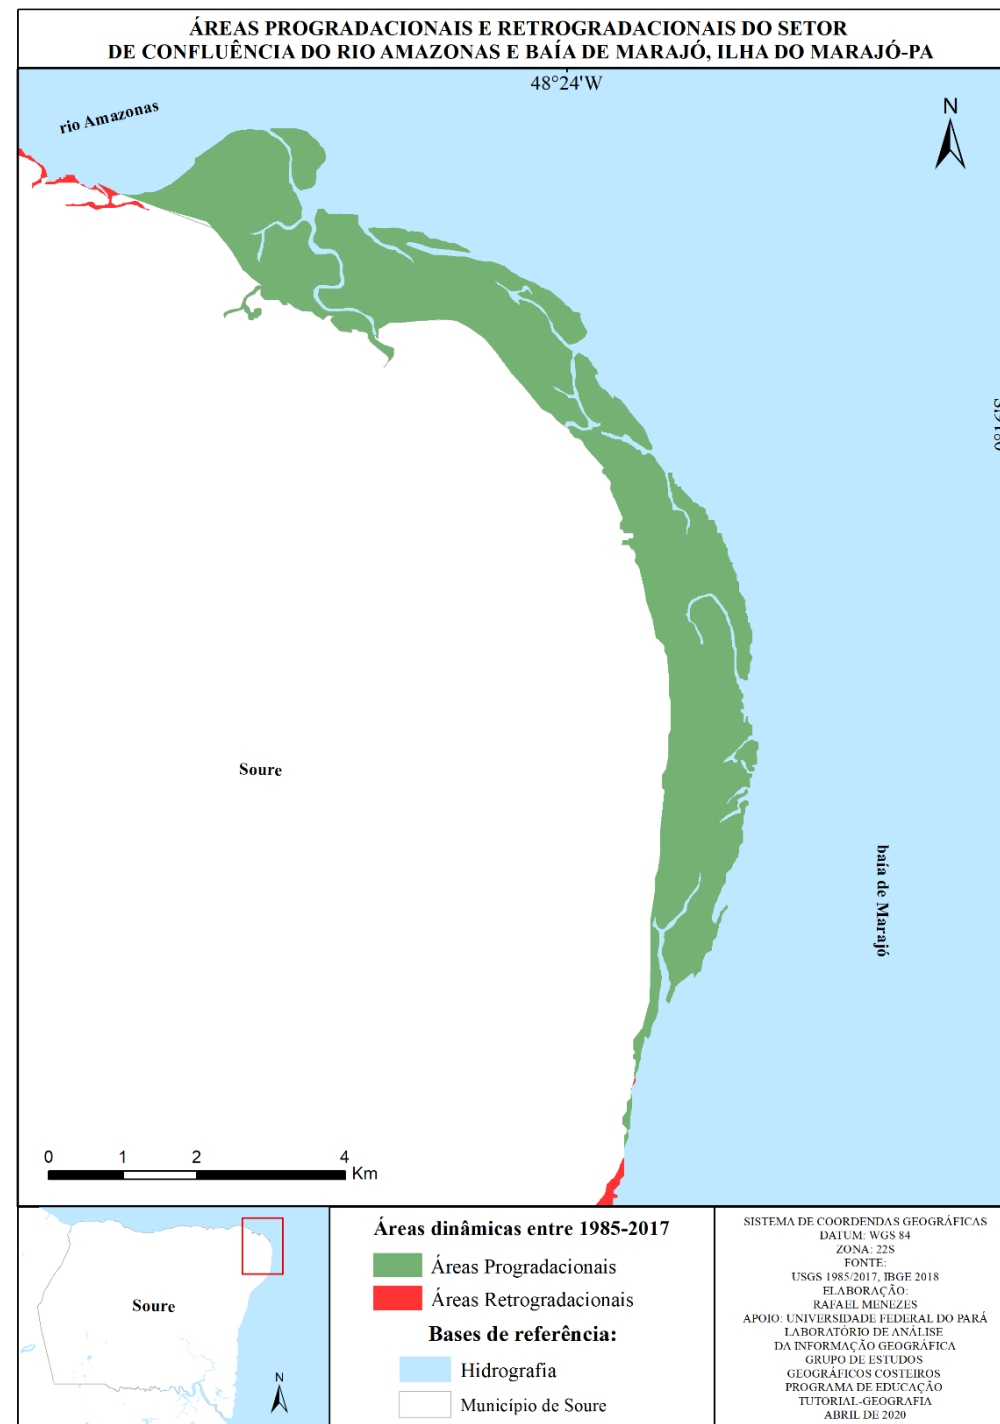 ÁREAS PROGRADACIONAIS E RETROGRADACIONAIS DO SETOR
DE CONFLUÊNCIA DO RIO AMAZONAS E BAÍA DE MARAJÓ, ILHA DO MARAJÓ-PA
48°24'W
rio Amazonas
N
Soure
baía de Marajó
0 1 2 4
Km
Soure
N
Áreas dinâmicas entre 1985-2017
Áreas Progradacionais
Áreas Retrogradacionais
Bases de referência:
Hidrografia
Município de Soure
SISTEMA DE COORDENDAS GEOGRÁFICAS
DATUM: WGS 84
ZONA: 22S
FONTE:
USGS 1985/2017, IBGE 2018
ELABORAÇÃO:
RAFAEL MENEZES
APOIO: UNIVERSIDADE FEDERAL DO PARÁ
LABORATÓRIO DE ANÁLISE
DA INFORMAÇÃO GEOGRÁFICA
GRUPO DE ESTUDOS
GEOGRÁFICOS COSTEIROS
PROGRAMA DE EDUCAÇÃO
TUTORIAL-GEOGRAFIA
ABRIL DE 2020